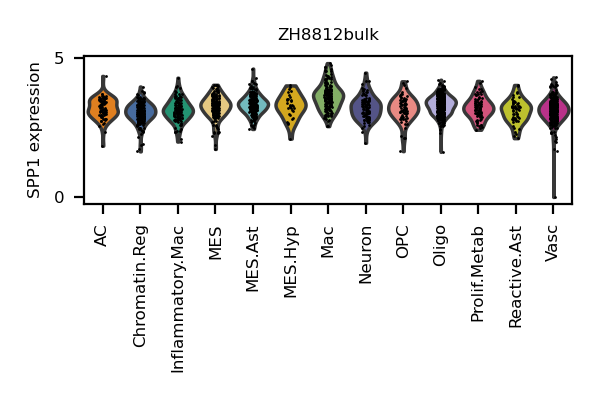 ZH8812bulk
SPP1 expression
5
0
AC
Chromatin.Reg
Inflammatory.Mac
MES
MES.Ast
MES.Hyp
Mac
Neuron
OPC
Oligo
Prolif.Metab
Reactive.Ast
Vasc